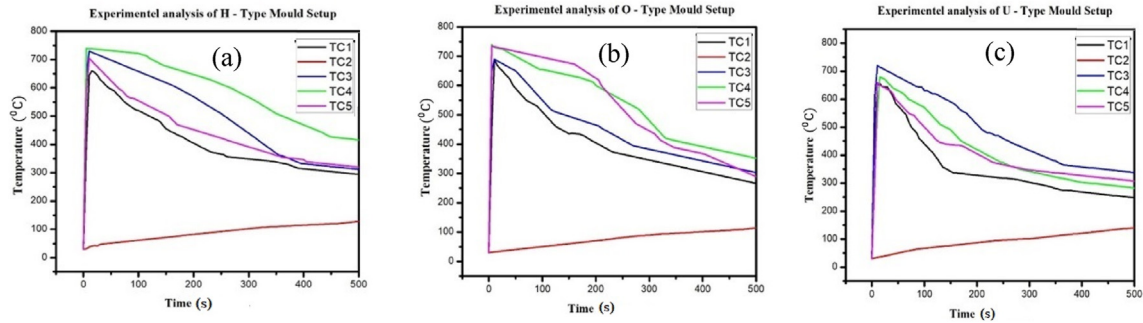 Experimentel analysis of H - Type Mould Setup
(a)
TC1
TC2
TC3
TC4
TC5
Temperature (⁰C)
800
700
600
500
400
300
200
100
0
0 100 200 300 400 500
Time (s)
Experimentel analysis of O - Type Mould Setup
(b)
TC1
TC2
TC3
TC4
TC5
Temperature (⁰C)
800
700
600
500
400
300
200
100
0
0 100 200 300 400 500
Time (s)
Experimentel analysis of U - Type Mould Setup
(c)
TC1
TC2
TC3
TC4
TC5
Temperature (⁰C)
800
700
600
500
400
300
200
100
0
0 100 200 300 400 500
Time (s)